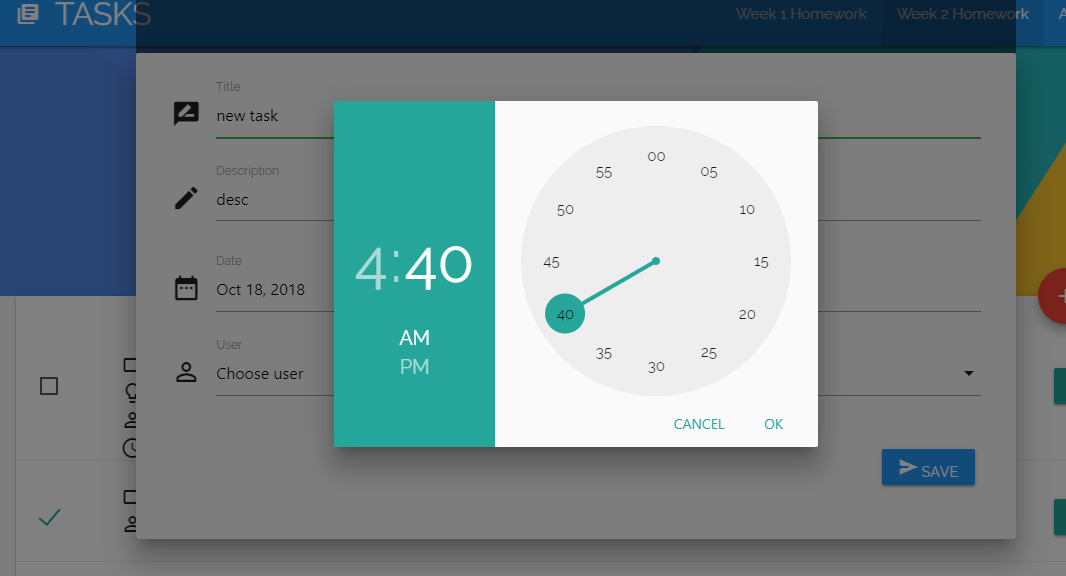 TASKS
Week 1 Homework
Week 2 Homework
A
Title
new task
Description
desc
Date
Oct 18, 2018
User
Choose user
4:40
AM
PM
00
05
10
15
20
25
30
35
40
45
50
55
CANCEL
OK
SAVE